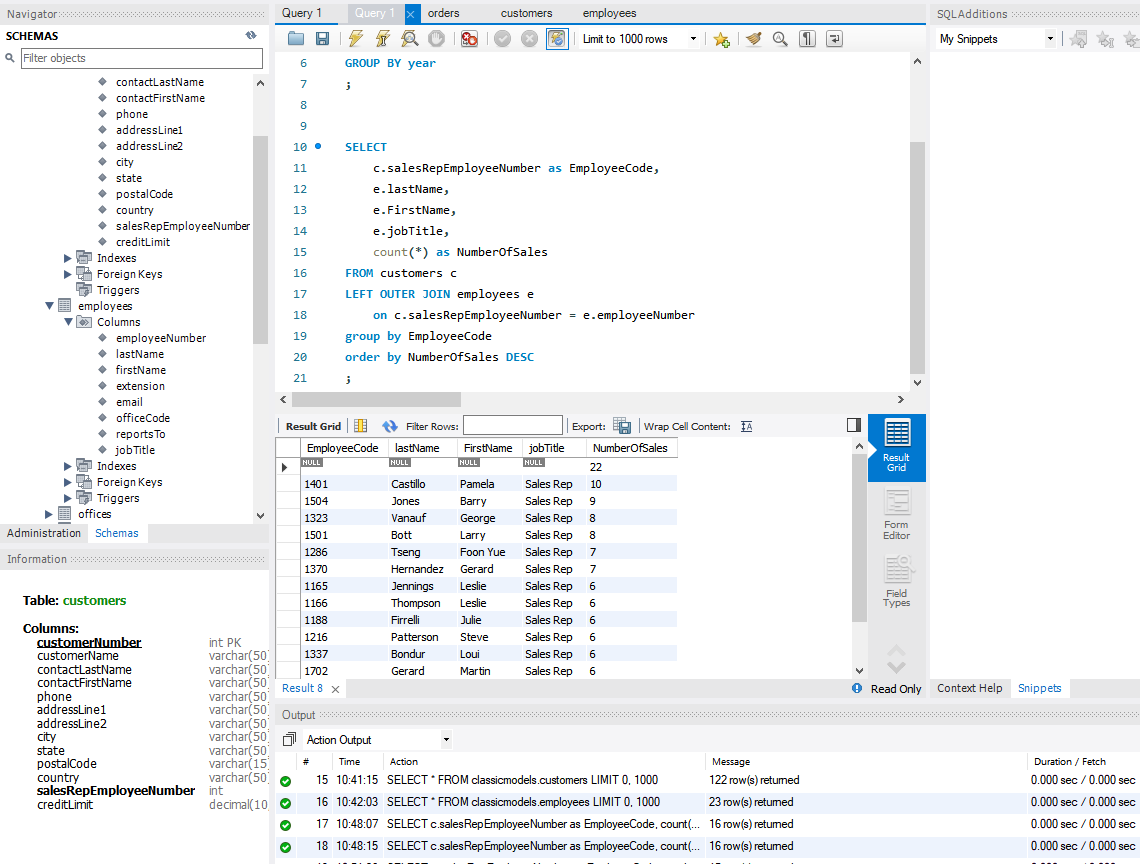 Navigator
SCHEMAS
Filter objects
contactLastName
contactFirstName
phone
addressLine1
addressLine2
city
state
postalCode
country
salesRepEmployeeNumber
creditLimit
Indexes
Foreign Keys
Triggers
employees
Columns
employeeNumber
lastName
firstName
extension
email
officeCode
reportsTo
jobTitle
Indexes
Foreign Keys
Triggers
offices
Administration Schemas
Information
Table: customers
Columns:
customerNumber int PK
customerName varchar(50)
contactLastName varchar(50)
contactFirstName varchar(50)
phone varchar(50)
addressLine1 varchar(50)
addressLine2 varchar(50)
city varchar(50)
state varchar(50)
postalCode varchar(15)
country varchar(50)
salesRepEmployeeNumber int
creditLimit decimal(10,
Query 1 Query 1 orders customers employees
Limit to 1000 rows
6 GROUP BY year
7 ;
8
9
10 SELECT
11 c.salesRepEmployeeNumber as EmployeeCode,
12 e.lastName,
13 e.FirstName,
14 e.jobTitle,
15 count(*) as NumberOfSales
16 FROM customers c
17 LEFT OUTER JOIN employees e
18 on c.salesRepEmployeeNumber = e.employeeNumber
19 group by EmployeeCode
20 order by NumberOfSales DESC
21 ;
Result Grid Filter Rows: Export: Wrap Cell Content: IA
EmployeeCode lastName FirstName jobTitle NumberOfSales
NULL NULL NULL NULL 22
1401 Castillo Pamela Sales Rep 10
1504 Jones Barry Sales Rep 9
1323 Vanauf George Sales Rep 8
1501 Bott Larry Sales Rep 8
1286 Tseng Foon Yue Sales Rep 7
1370 Hernandez Gerard Sales Rep 7
1165 Jennings Leslie Sales Rep 6
1166 Thompson Leslie Sales Rep 6
1188 Firrelli Julie Sales Rep 6
1216 Patterson Steve Sales Rep 6
1337 Bondur Loui Sales Rep 6
1702 Gerard Martin Sales Rep 6
Result
Grid
Form
Editor
Field
Types
Result 8 Read Only
Output
Action Output
# Time Action Message Duration / Fetch
15 10:41:15 SELECT * FROM classicmodels.customers LIMIT 0, 1000 122 row(s) returned 0.000 sec / 0.000 sec
16 10:42:03 SELECT * FROM classicmodels.employees LIMIT 0, 1000 23 row(s) returned 0.000 sec / 0.000 sec
17 10:48:07 SELECT c.salesRepEmployeeNumber as EmployeeCode, count(... 16 row(s) returned 0.000 sec / 0.000 sec
18 10:48:15 SELECT c.salesRepEmployeeNumber as EmployeeCode, count(... 16 row(s) returned 0.000 sec / 0.000 sec
SQLAdditions
My Snippets
Context Help Snippets